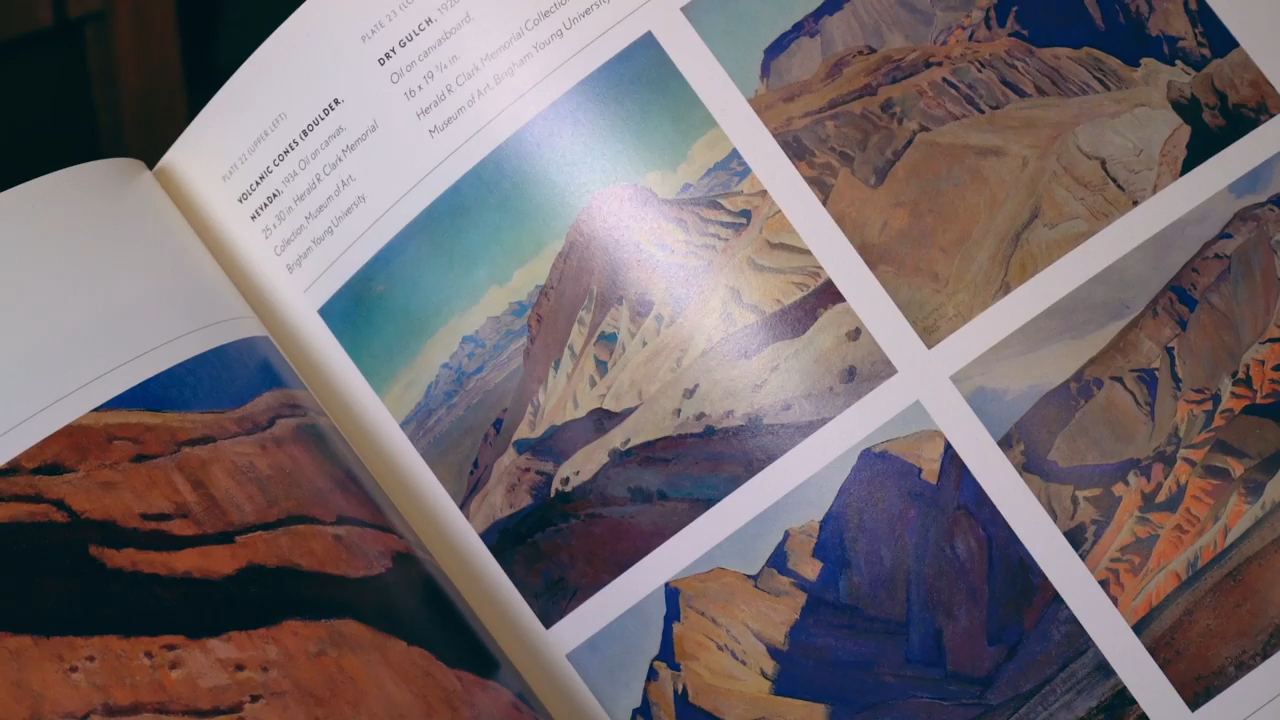 PLATE 22 (UPPER LEFT)
VOLCANIC CONES (BOULDER,
NEVADA), 1934 Oil on canvas,
25 x 30 in. Herald R. Clark Memorial
Collection, Museum of Art,
Brigham Young University.
PLATE 23 (LO
DRY GULCH, 1928
Oil on canvasboard,
16 x 19 3/4 in.
Herald R. Clark Memorial Collection
Museum of Art, Brigham Young University